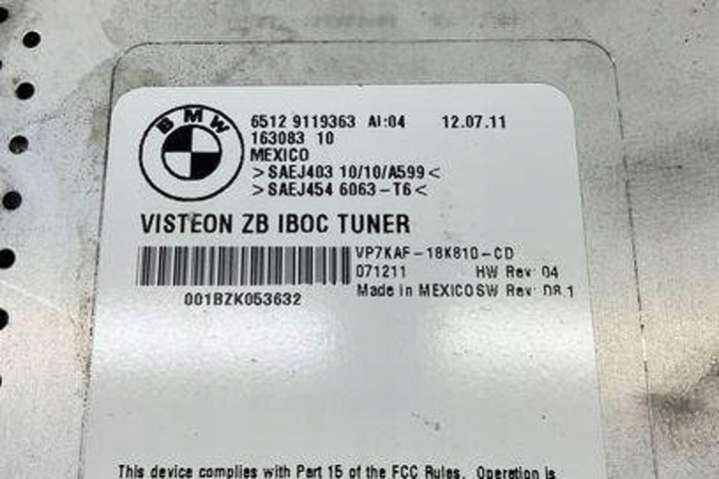 BMW
6512 9119363 AI:04 12.07.11
163083 10
MEXICO
>SAEJ403 10/10/A599<
>SAEJ454 6063-T6<
VISTEON ZB IBOC TUNER
VP7KAF-18K810-CD
071211 HW Rev: 04
Made in MEXICO SW Rev: D8.1
001BZK053632
This device complies with Part 15 of the FCC Rules. Operation is